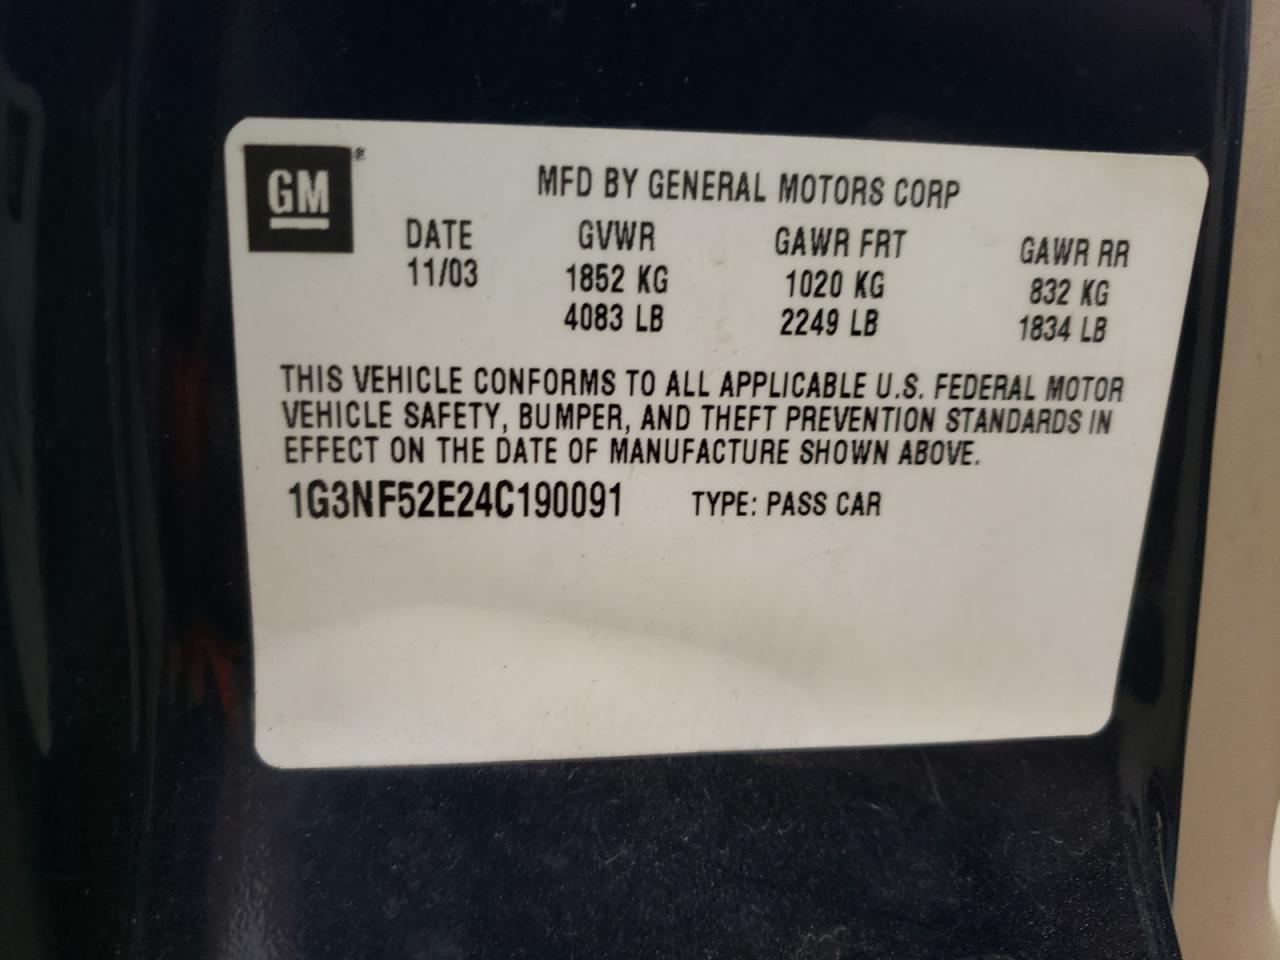 GM®
MFD BY GENERAL MOTORS CORP
DATE GVWR GAWR FRT GAWR RR
11/03 1852 KG 1020 KG 832 KG
4083 LB 2249 LB 1834 LB
THIS VEHICLE CONFORMS TO ALL APPLICABLE U.S. FEDERAL MOTOR
VEHICLE SAFETY, BUMPER, AND THEFT PREVENTION STANDARDS IN
EFFECT ON THE DATE OF MANUFACTURE SHOWN ABOVE.
1G3NF52E24C190091 TYPE: PASS CAR